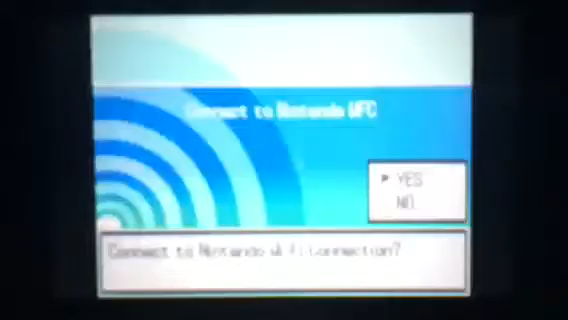 Connect to Nintendo WFC
YES
NO
Connect to Nintendo Wi-Fi Connection?